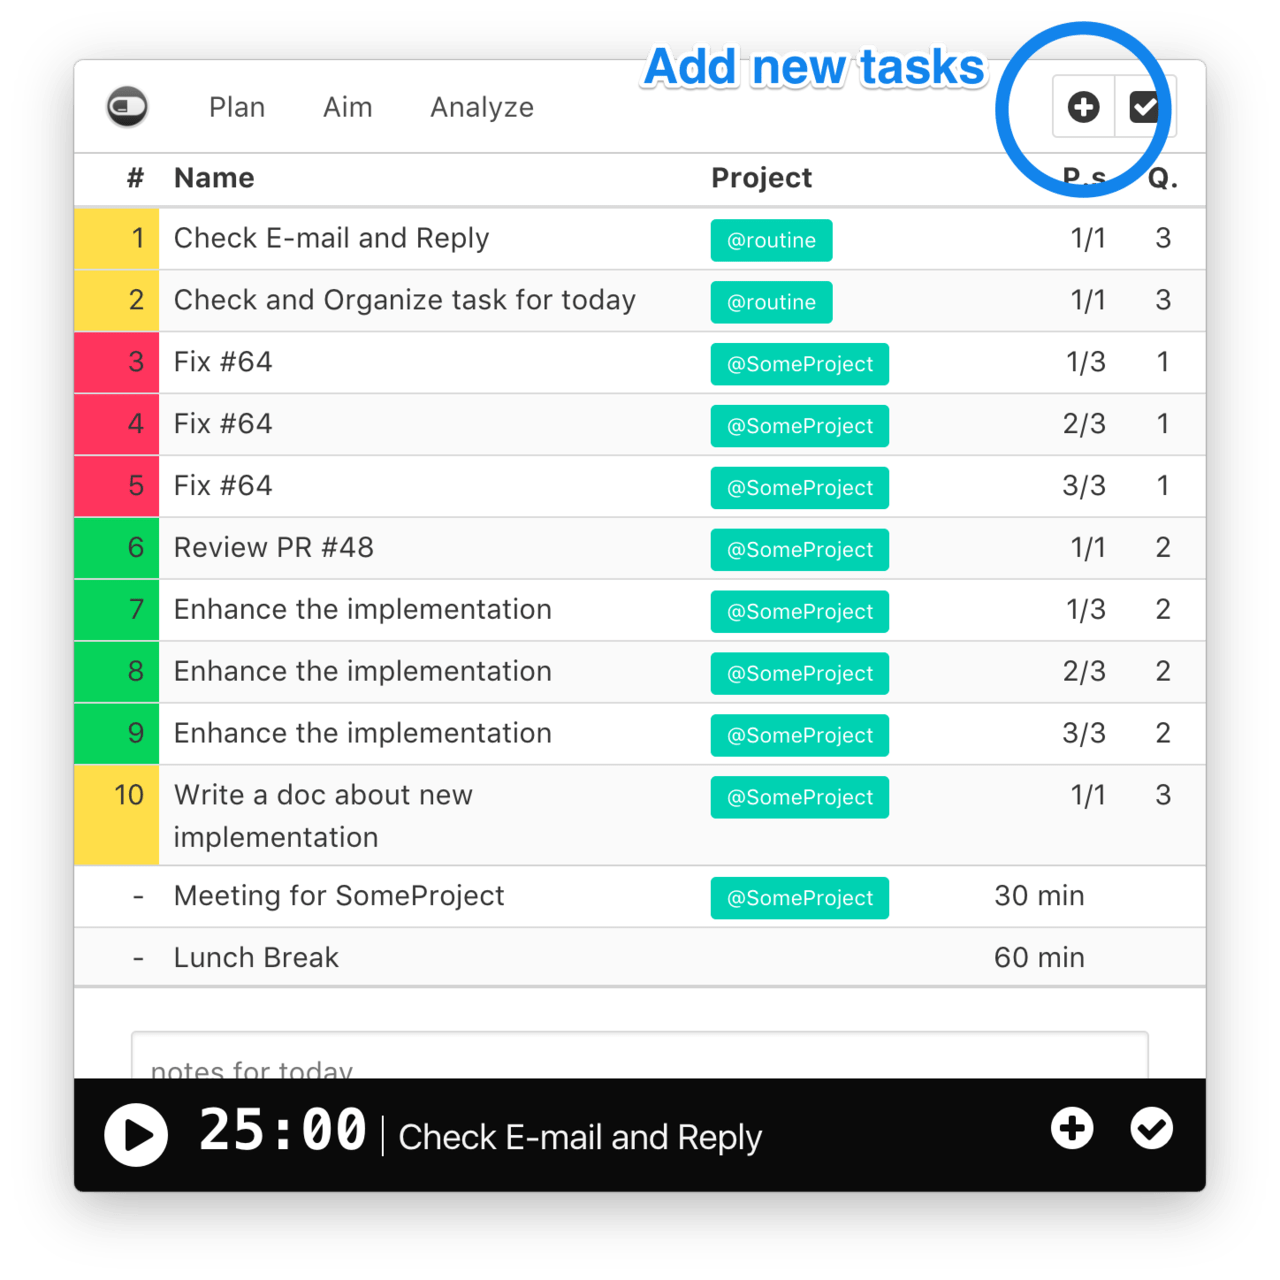 Add new tasks
Plan Aim Analyze
# Name Project P.s Q.
1 Check E-mail and Reply @routine 1/1 3
2 Check and Organize task for today @routine 1/1 3
3 Fix #64 @SomeProject 1/3 1
4 Fix #64 @SomeProject 2/3 1
5 Fix #64 @SomeProject 3/3 1
6 Review PR #48 @SomeProject 1/1 2
7 Enhance the implementation @SomeProject 1/3 2
8 Enhance the implementation @SomeProject 2/3 2
9 Enhance the implementation @SomeProject 3/3 2
10 Write a doc about new @SomeProject 1/1 3
implementation
- Meeting for SomeProject @SomeProject 30 min
- Lunch Break 60 min
notes for today
25:00 | Check E-mail and Reply